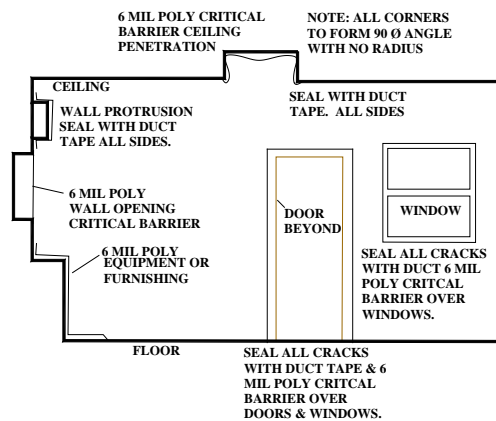 6 MIL POLY CRITICAL
BARRIER CEILING
PENETRATION
NOTE: ALL CORNERS
TO FORM 90 Ø ANGLE
WITH NO RADIUS
CEILING
WALL PROTRUSION
SEAL WITH DUCT
TAPE ALL SIDES.
SEAL WITH DUCT
TAPE. ALL SIDES
6 MIL POLY
WALL OPENING
CRITICAL BARRIER
DOOR
BEYOND
WINDOW
6 MIL POLY
EQUIPMENT OR
FURNISHING
SEAL ALL CRACKS
WITH DUCT 6 MIL
POLY CRITCAL
BARRIER OVER
WINDOWS.
FLOOR
SEAL ALL CRACKS
WITH DUCT TAPE & 6
MIL POLY CRITCAL
BARRIER OVER
DOORS & WINDOWS.